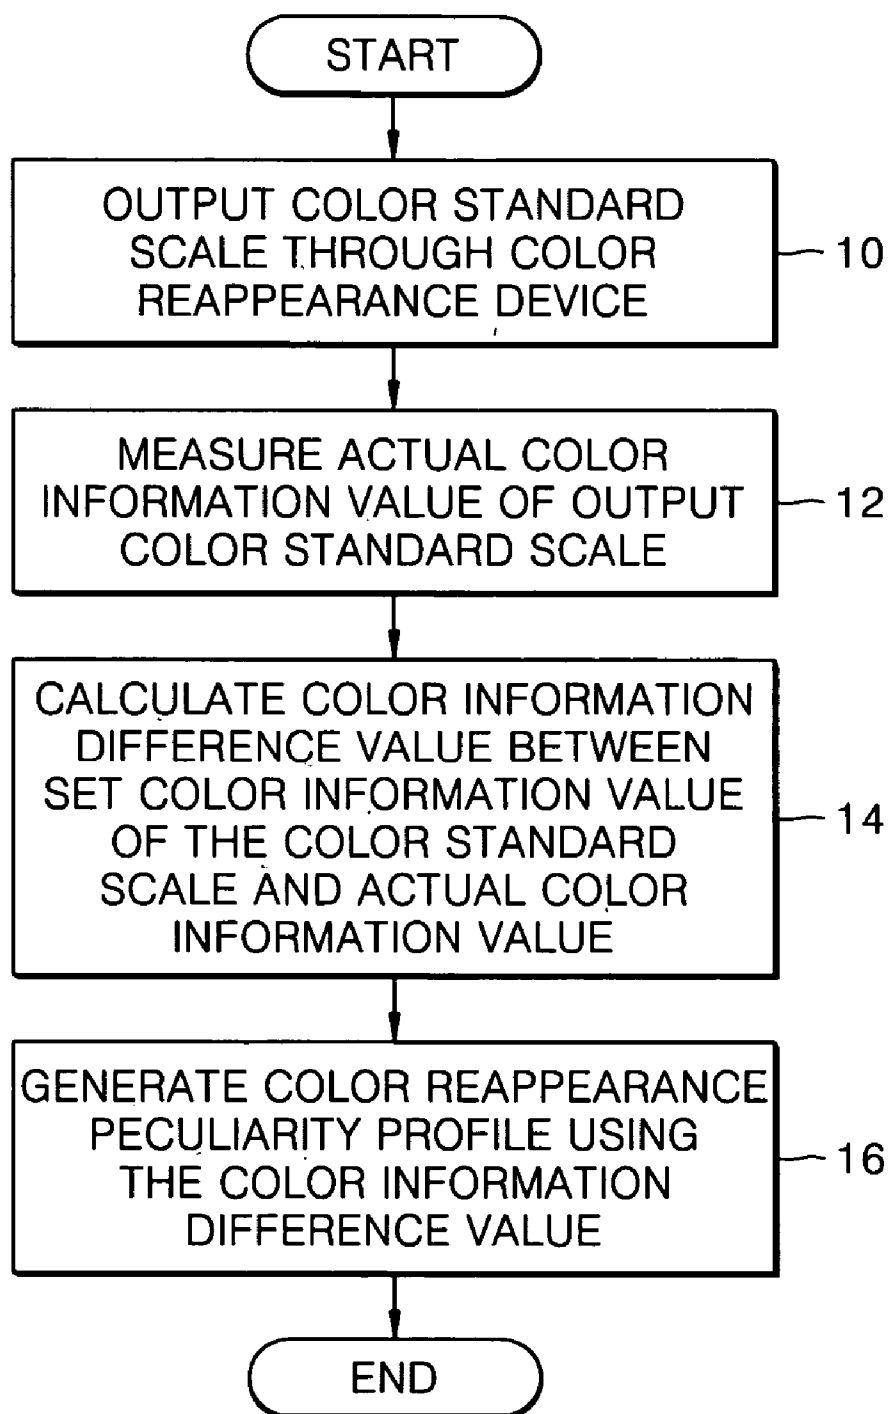 START
OUTPUT COLOR STANDARD
SCALE THROUGH COLOR
REAPPEARANCE DEVICE
10
MEASURE ACTUAL COLOR
INFORMATION VALUE OF OUTPUT
COLOR STANDARD SCALE
12
CALCULATE COLOR INFORMATION
DIFFERENCE VALUE BETWEEN
SET COLOR INFORMATION VALUE
OF THE COLOR STANDARD
SCALE AND ACTUAL COLOR
INFORMATION VALUE
14
GENERATE COLOR REAPPEARANCE
PECULIARITY PROFILE USING
THE COLOR INFORMATION
DIFFERENCE VALUE
16
END